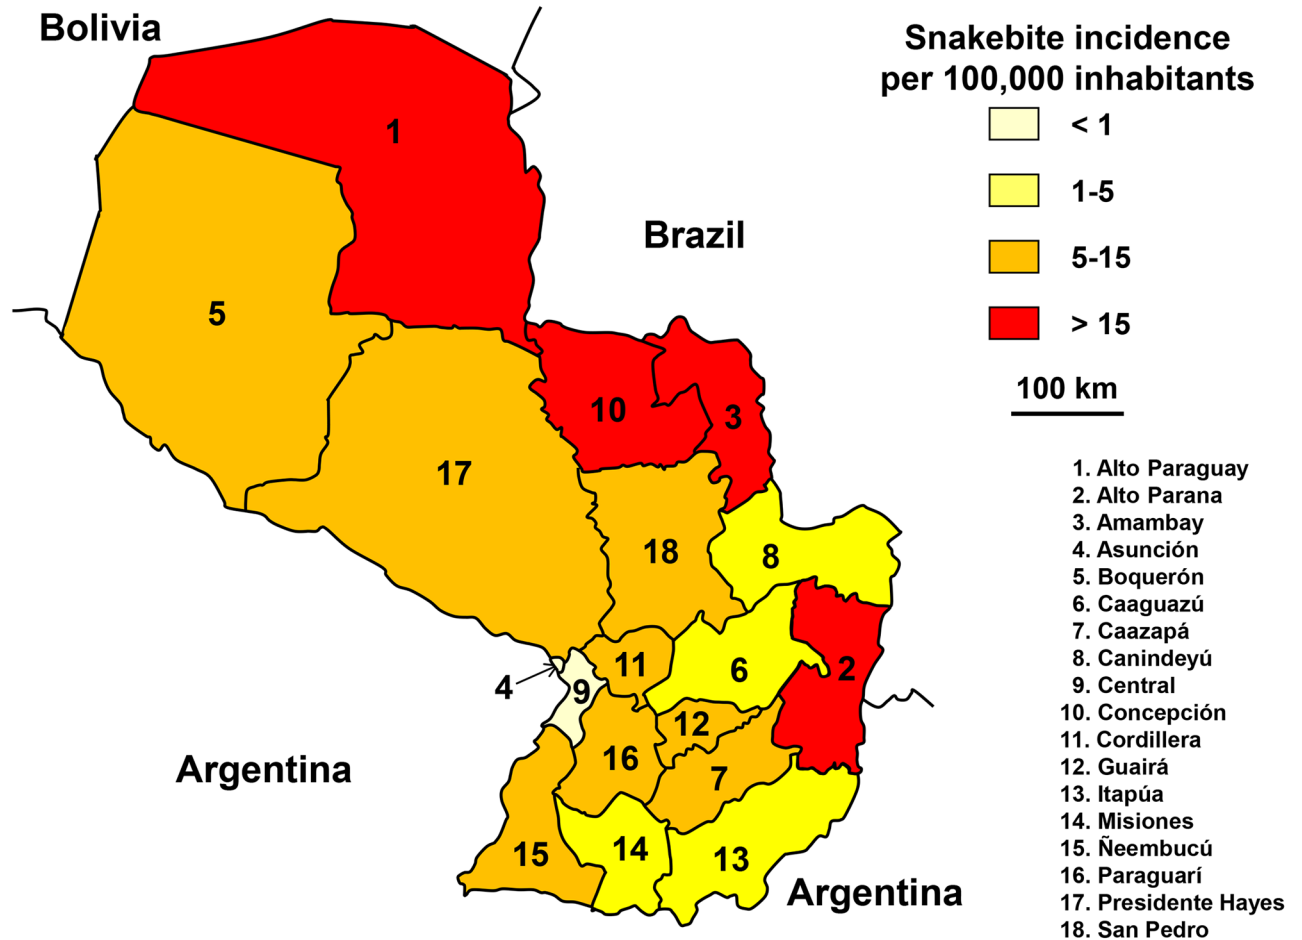 Bolivia
Snakebite incidence
per 100,000 inhabitants
< 1
1-5
5-15
> 15
100 km
Brazil
Argentina
Argentina
1
5
17
10
3
18
8
11
6
2
4
9
12
16
7
15
14
13
1. Alto Paraguay
2. Alto Parana
3. Amambay
4. Asunción
5. Boquerón
6. Caaguazú
7. Caazapá
8. Canindeyú
9. Central
10. Concepción
11. Cordillera
12. Guairá
13. Itapúa
14. Misiones
15. Ñeembucú
16. Paraguarí
17. Presidente Hayes
18. San Pedro